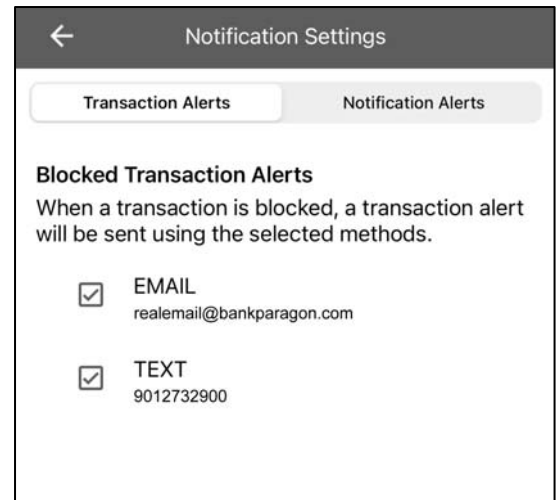 Notification Settings
Transaction Alerts Notification Alerts
Blocked Transaction Alerts
When a transaction is blocked, a transaction alert
will be sent using the selected methods.
EMAIL
realemail@bankparagon.com
TEXT
9012732900